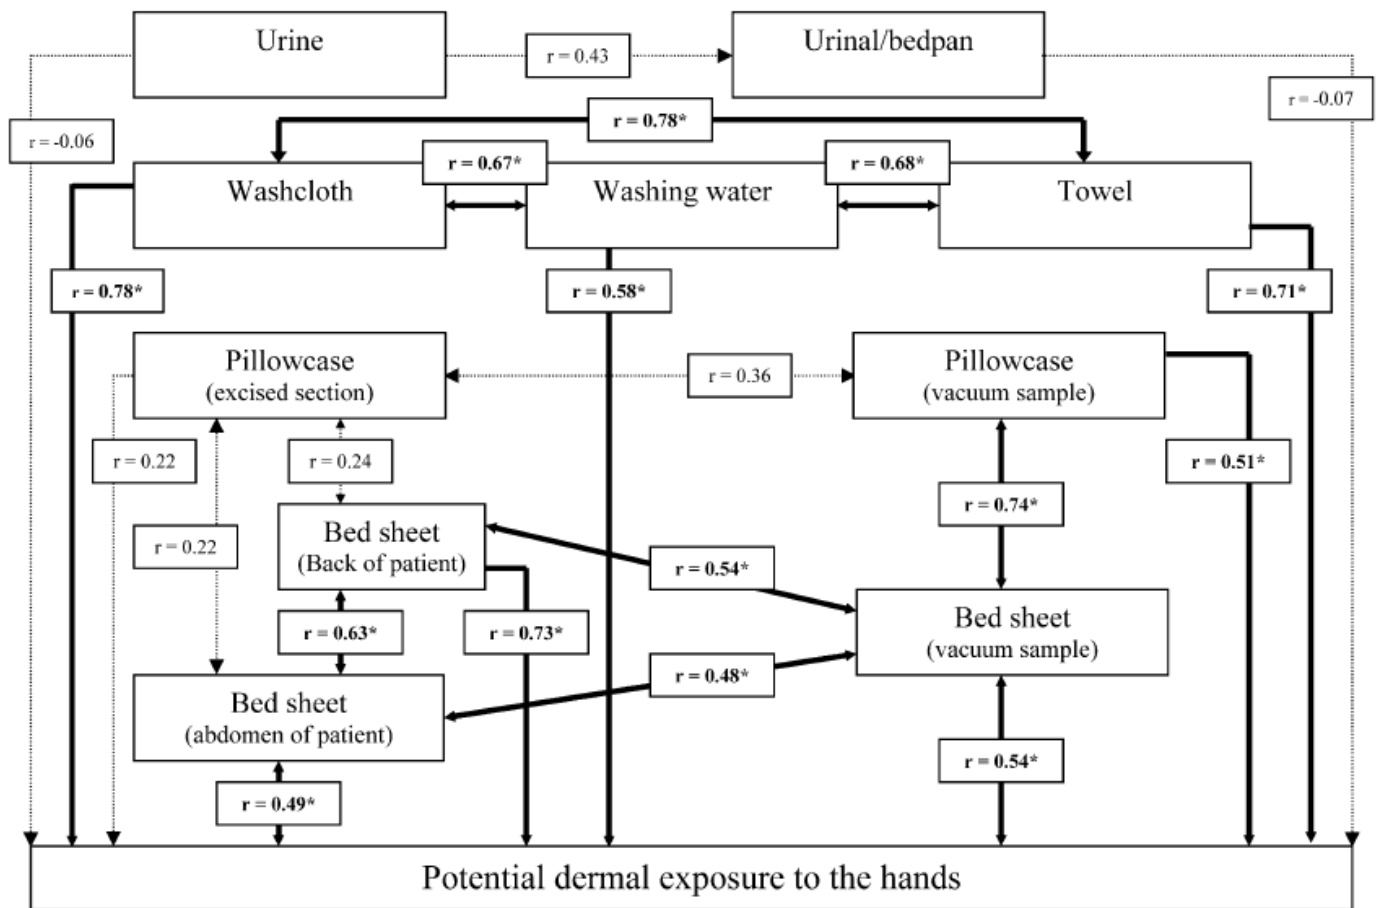 Urine
Urinal/bedpan
r = 0.43
r = -0.07
r = -0.06
r = 0.78*
r = 0.67*
r = 0.68*
Washcloth
Washing water
Towel
r = 0.78*
r = 0.58*
r = 0.71*
Pillowcase
(excised section)
r = 0.36
Pillowcase
(vacuum sample)
r = 0.22
r = 0.24
r = 0.51*
r = 0.74*
r = 0.22
Bed sheet
(Back of patient)
r = 0.54*
Bed sheet
(vacuum sample)
r = 0.63*
r = 0.73*
r = 0.48*
Bed sheet
(abdomen of patient)
r = 0.54*
r = 0.49*
Potential dermal exposure to the hands